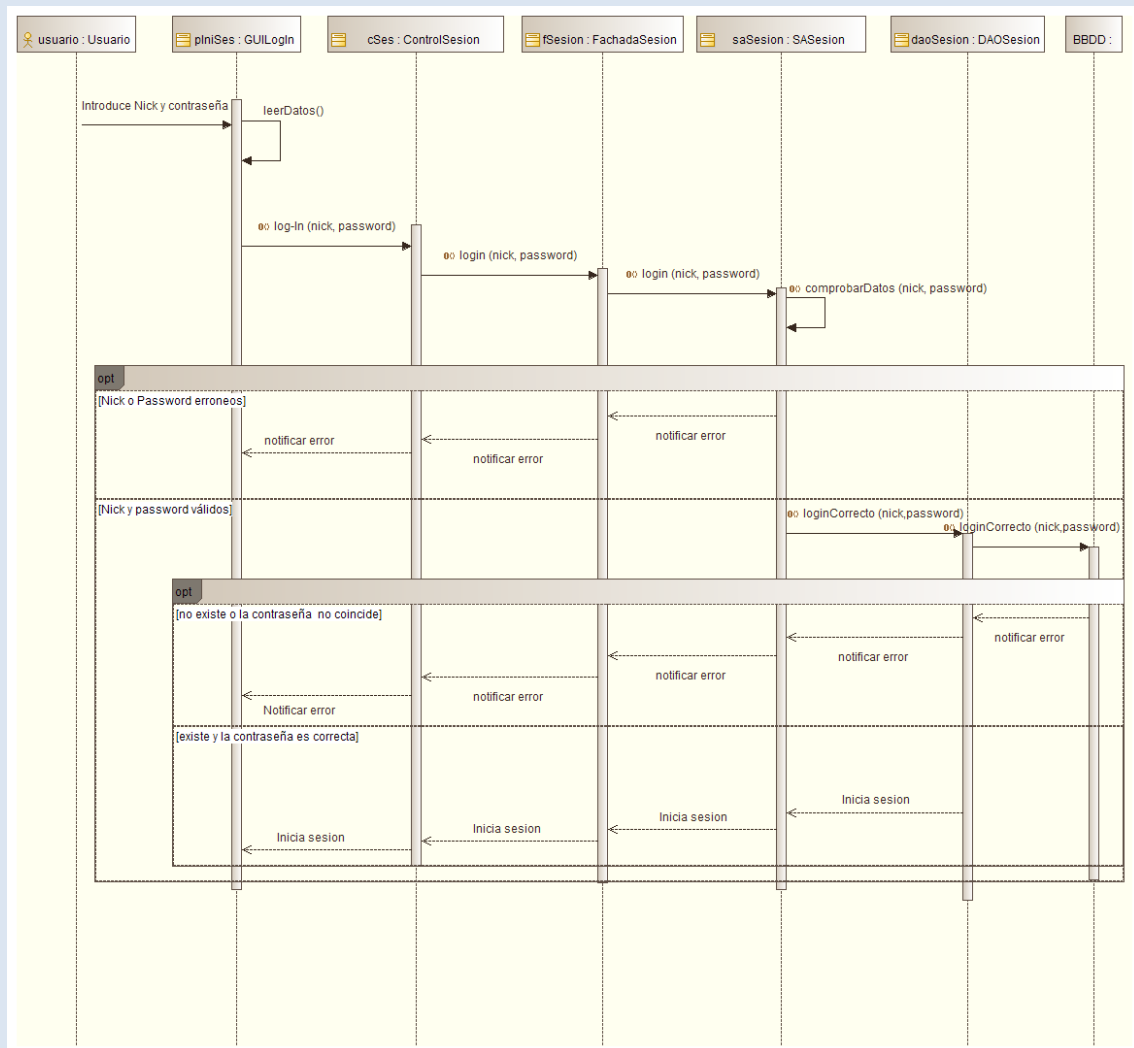 usuario : Usuario
pIniSes : GUILogIn
cSes : ControlSesion
fSesion : FachadaSesion
saSesion : SASesion
daoSesion : DAOSesion
BBDD :
Introduce Nick y contraseña
leerDatos()
log-In (nick, password)
login (nick, password)
login (nick, password)
comprobarDatos (nick, password)
opt
[Nick o Password erroneos]
notificar error
notificar error
notificar error
[Nick y password válidos]
loginCorrecto (nick,password)
loginCorrecto (nick,password)
opt
[no existe o la contraseña no coincide]
notificar error
notificar error
notificar error
notificar error
Notificar error
[existe y la contraseña es correcta]
Inicia sesion
Inicia sesion
Inicia sesion
Inicia sesion